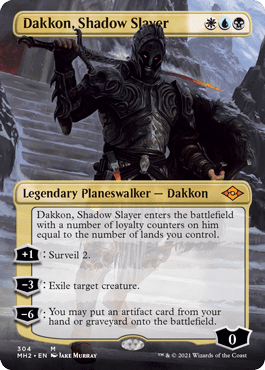 Dakkon, Shadow Slayer
Legendary Planeswalker — Dakkon
Dakkon, Shadow Slayer enters the battlefield
with a number of loyalty counters on him
equal to the number of lands you control.
+1 : Surveil 2.
-3 : Exile target creature.
-6 : You may put an artifact card from your
hand or graveyard onto the battlefield.
0
304 M
MH2 • EN Jake Murray
™ & © 2021 Wizards of the Coast